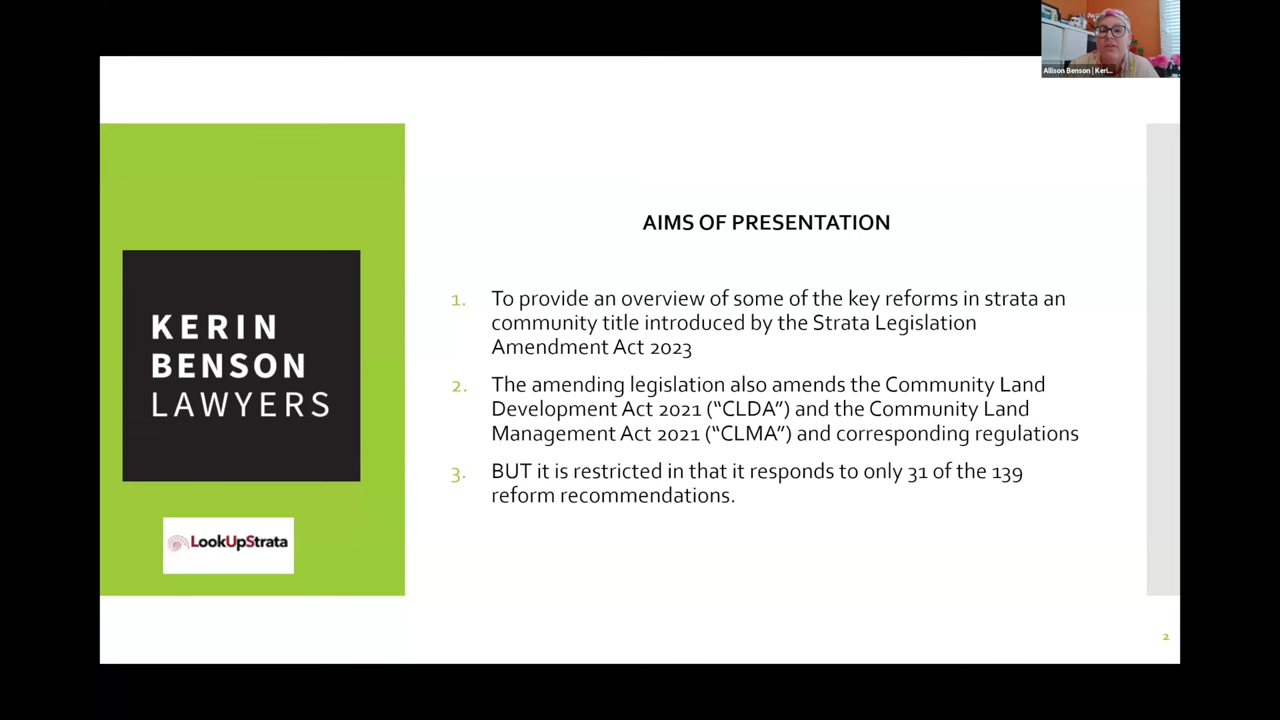 Allison Benson | Keri...
KERIN
BENSON
LAWYERS
LookUpStrata
AIMS OF PRESENTATION
1. To provide an overview of some of the key reforms in strata an
community title introduced by the Strata Legislation
Amendment Act 2023
2. The amending legislation also amends the Community Land
Development Act 2021 (“CLDA”) and the Community Land
Management Act 2021 (“CLMA”) and corresponding regulations
3. BUT it is restricted in that it responds to only 31 of the 139
reform recommendations.
2